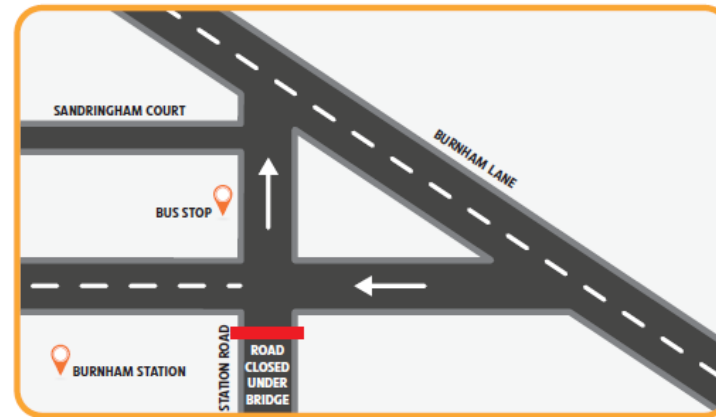 SANDRINGHAM COURT
BURNHAM LANE
BUS STOP
STATION ROAD
ROAD
CLOSED
UNDER
BRIDGE
BURNHAM STATION